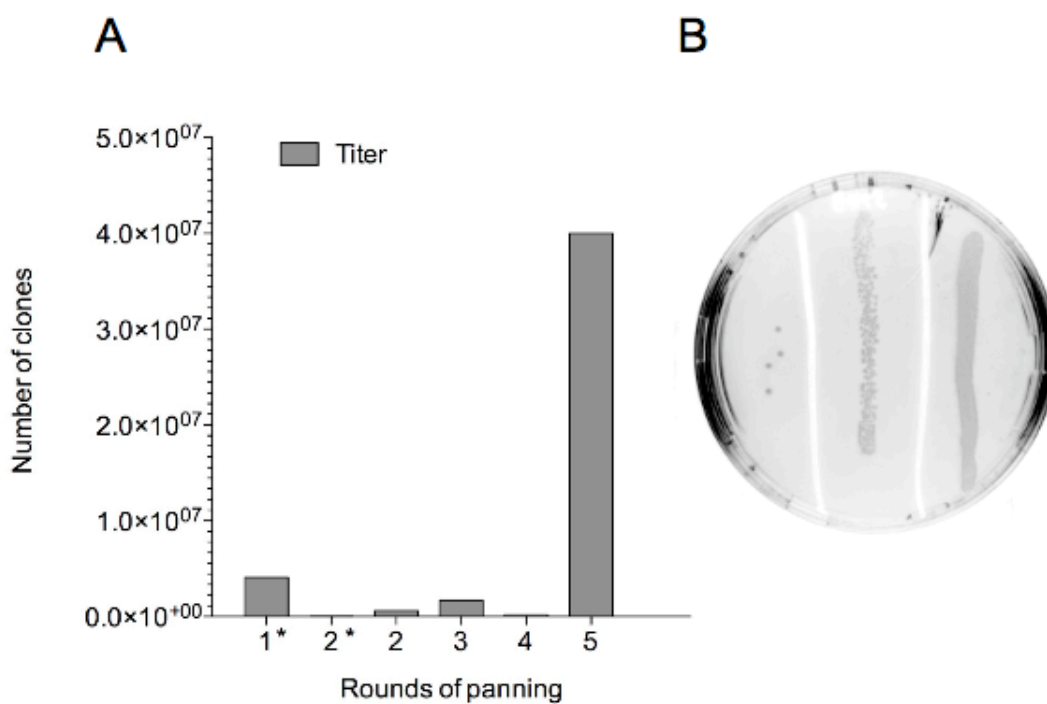 A
B
5.0×10⁰⁷
Titer
4.0×10⁰⁷
3.0×10⁰⁷
2.0×10⁰⁷
1.0×10⁰⁷
0.0×10⁺⁰⁰
Number of clones
1* 2* 2 3 4 5
Rounds of panning